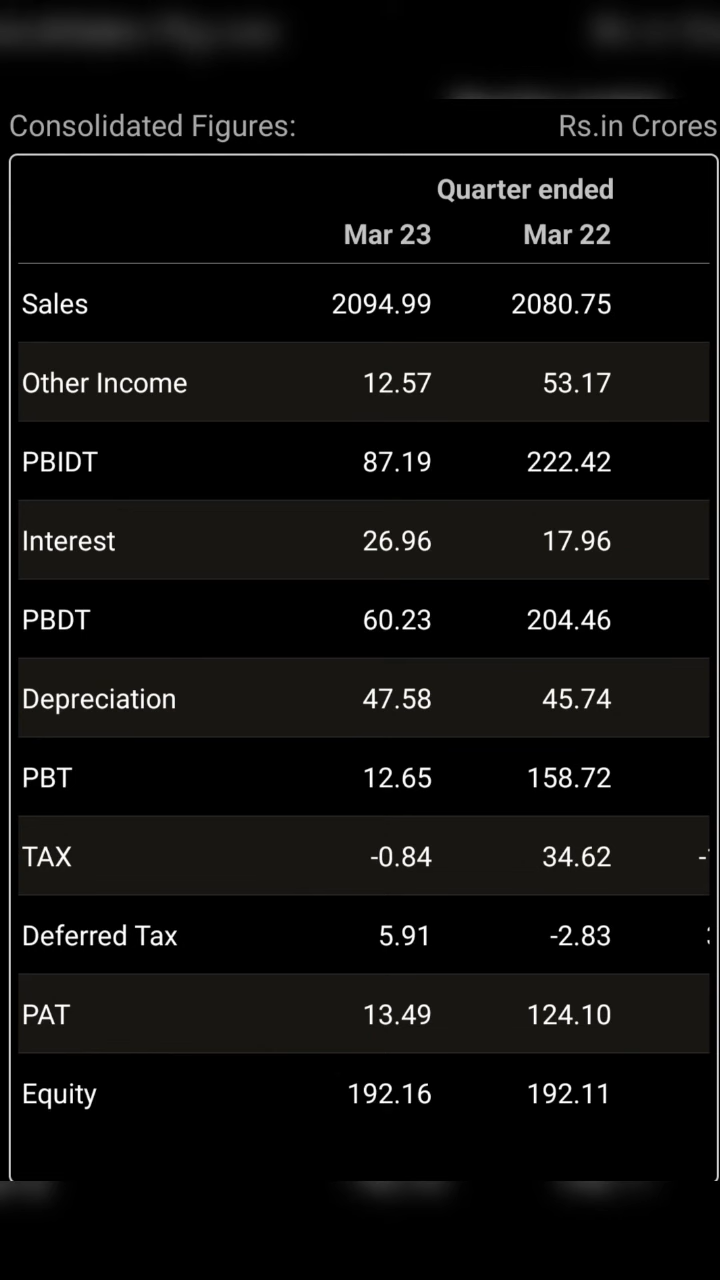 Consolidated Figures: Rs.in Crores
Quarter ended
Mar 23 Mar 22
Sales 2094.99 2080.75
Other Income 12.57 53.17
PBIDT 87.19 222.42
Interest 26.96 17.96
PBDT 60.23 204.46
Depreciation 47.58 45.74
PBT 12.65 158.72
TAX -0.84 34.62
Deferred Tax 5.91 -2.83
PAT 13.49 124.10
Equity 192.16 192.11